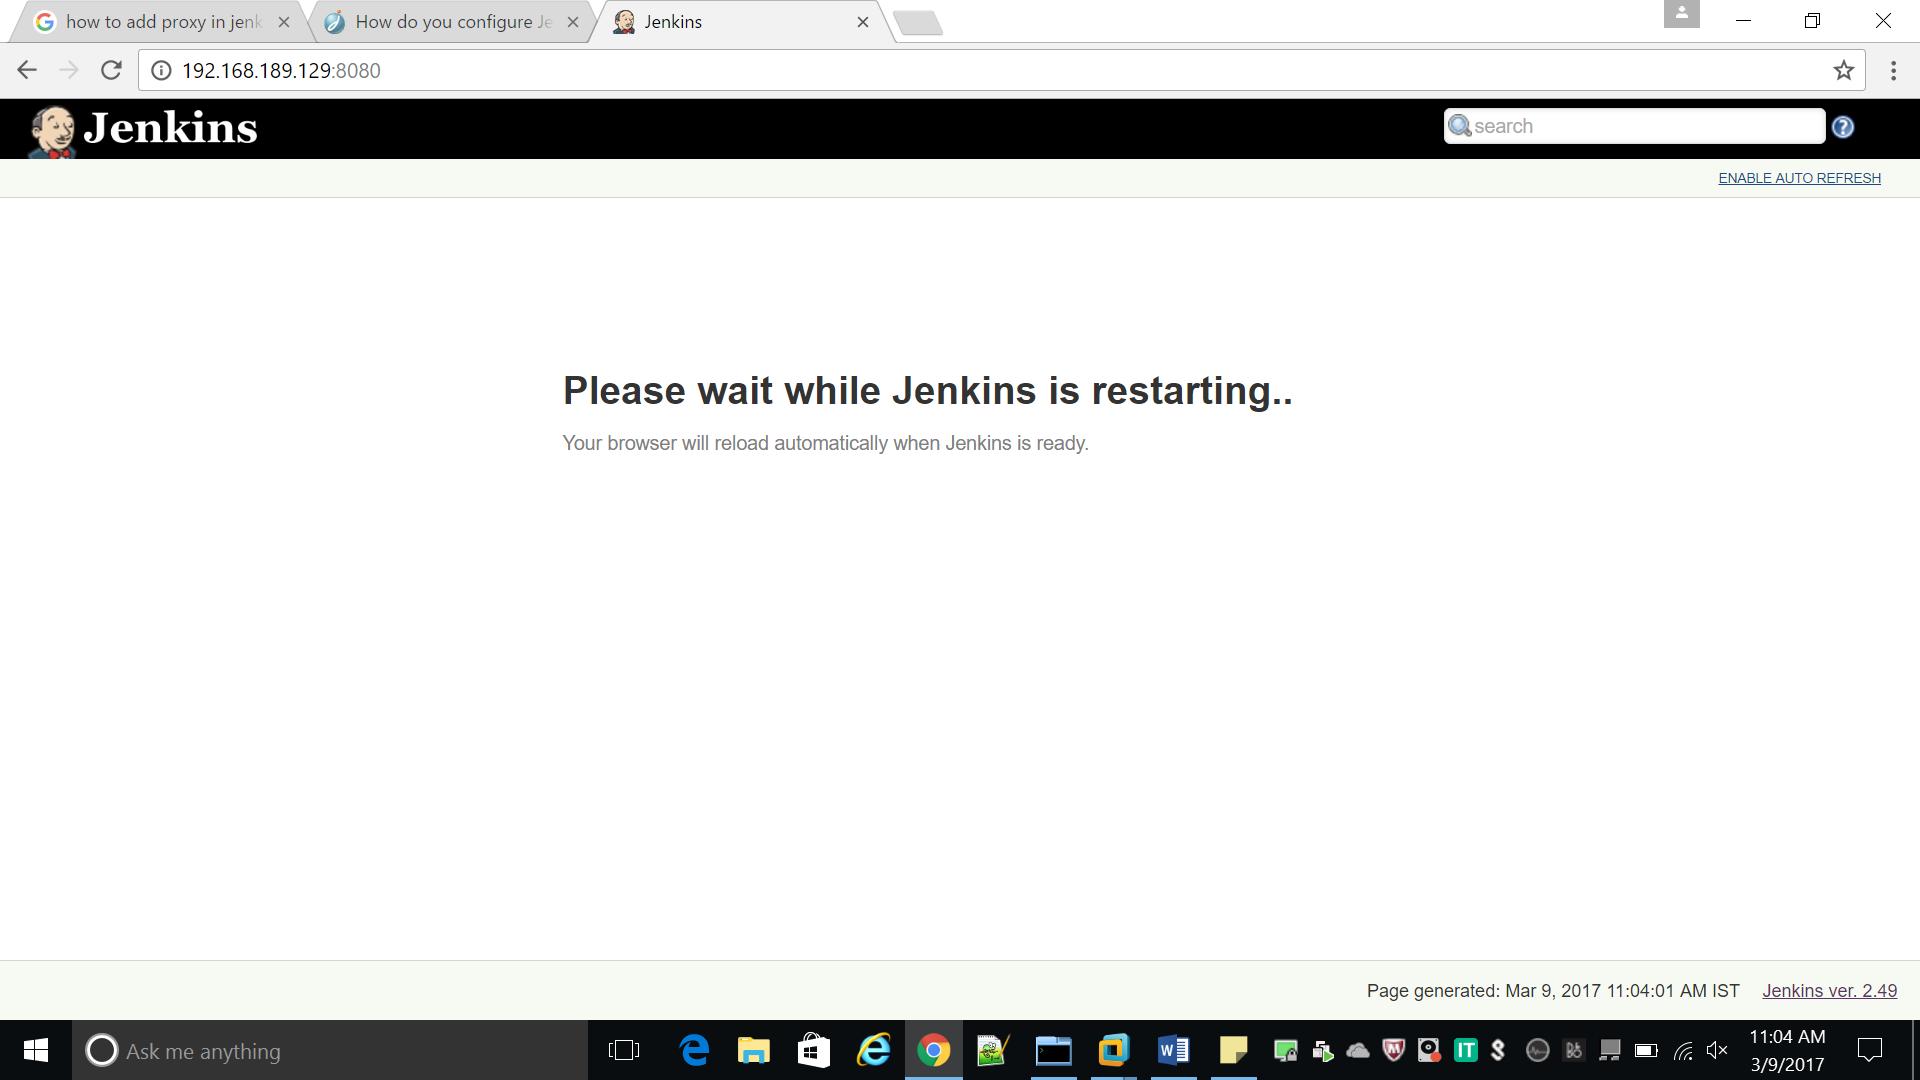 how to add proxy in jenk
How do you configure Je
Jenkins
192.168.189.129:8080
Jenkins
search
ENABLE AUTO REFRESH
Please wait while Jenkins is restarting..
Your browser will reload automatically when Jenkins is ready.
Page generated: Mar 9, 2017 11:04:01 AM IST
Jenkins ver. 2.49
Ask me anything
IT
11:04 AM
3/9/2017